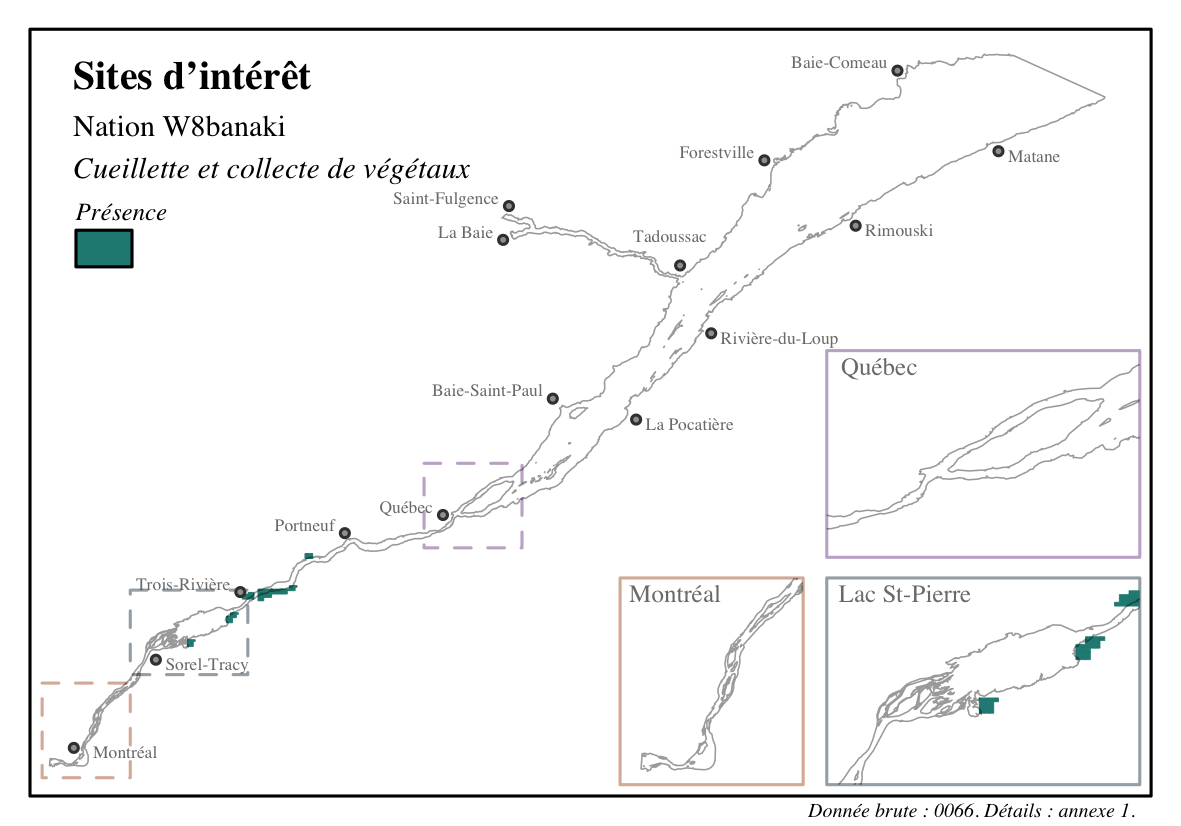 Sites d’intérêt
Nation W8banaki
Cueillette et collecte de végétaux
Présence
Baie-Comeau
Forestville
Matane
Saint-Fulgence
La Baie
Tadoussac
Rimouski
Rivière-du-Loup
Baie-Saint-Paul
La Pocatière
Québec
Québec
Portneuf
Trois-Rivière
Sorel-Tracy
Montréal
Montréal
Lac St-Pierre
Donnée brute : 0066. Détails : annexe 1.